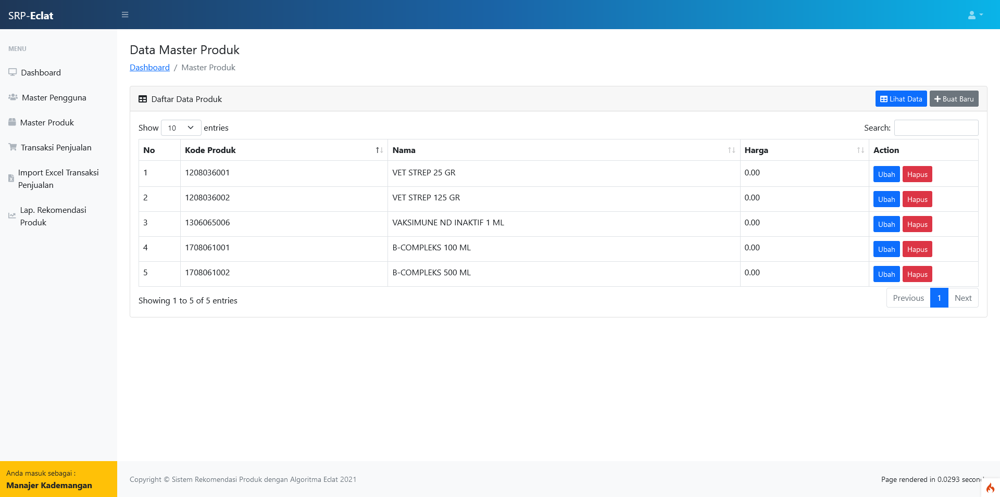 SRP-Eclat
MENU
Dashboard
Master Pengguna
Master Produk
Transaksi Penjualan
Import Excel Transaksi
Penjualan
Lap. Rekomendasi
Produk
Anda masuk sebagai :
Manajer Kademangan
Data Master Produk
Dashboard / Master Produk
Daftar Data Produk
Lihat Data
Buat Baru
Show 10 entries
Search:
No Kode Produk Nama Harga Action
1 1208036001 VET STREP 25 GR 0.00 Ubah Hapus
2 1208036002 VET STREP 125 GR 0.00 Ubah Hapus
3 1306065006 VAKSIMUNE ND INAKTIF 1 ML 0.00 Ubah Hapus
4 1708061001 B-COMPLEKS 100 ML 0.00 Ubah Hapus
5 1708061002 B-COMPLEKS 500 ML 0.00 Ubah Hapus
Showing 1 to 5 of 5 entries
Previous 1 Next
Copyright © Sistem Rekomendasi Produk dengan Algoritma Eclat 2021
Page rendered in 0.0293